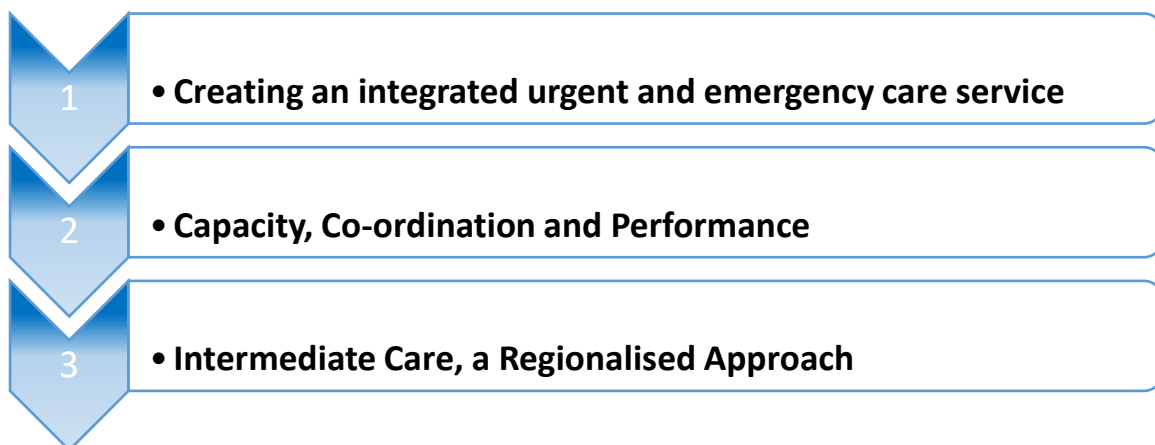 1
• Creating an integrated urgent and emergency care service
2
• Capacity, Co-ordination and Performance
3
• Intermediate Care, a Regionalised Approach